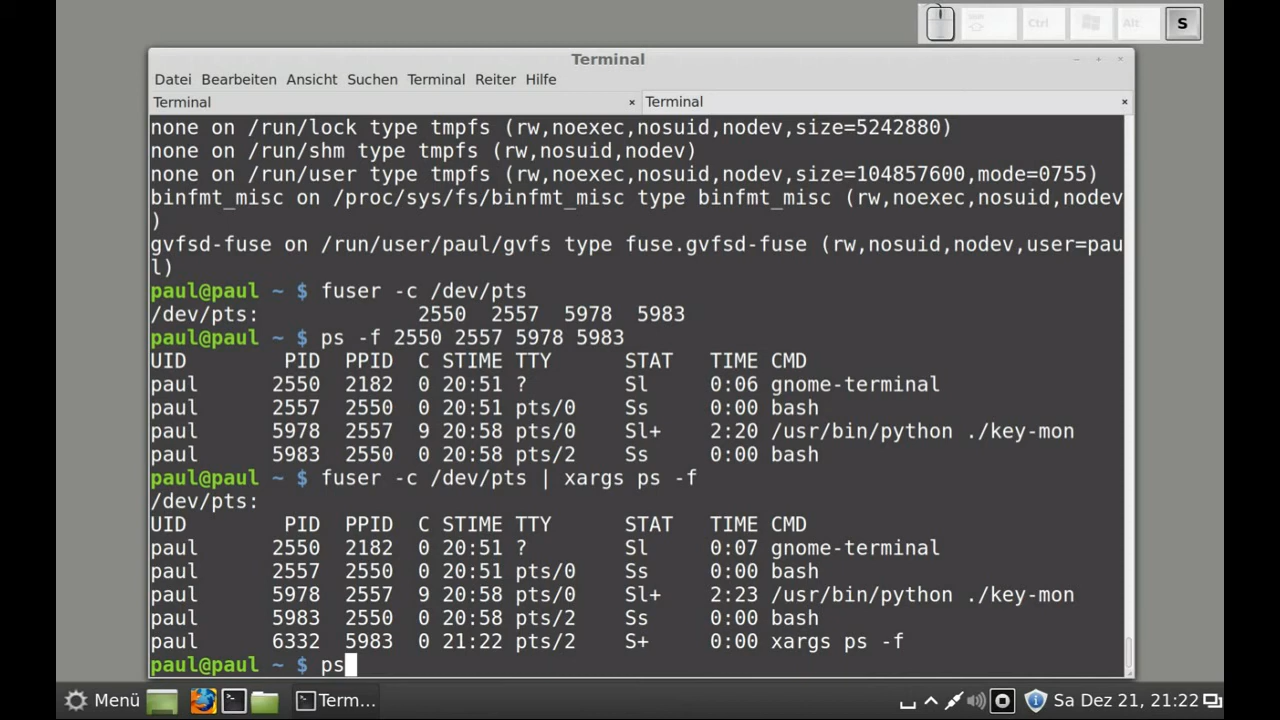 Ctrl Alt S
Terminal
Datei Bearbeiten Ansicht Suchen Terminal Reiter Hilfe
Terminal × Terminal ×
none on /run/lock type tmpfs (rw,noexec,nosuid,nodev,size=5242880)
none on /run/shm type tmpfs (rw,nosuid,nodev)
none on /run/user type tmpfs (rw,noexec,nosuid,nodev,size=104857600,mode=0755)
binfmt_misc on /proc/sys/fs/binfmt_misc type binfmt_misc (rw,noexec,nosuid,nodev
)
gvfsd-fuse on /run/user/paul/gvfs type fuse.gvfsd-fuse (rw,nosuid,nodev,user=pau
l)
paul@paul ~ $ fuser -c /dev/pts
/dev/pts:             2550  2557  5978  5983
paul@paul ~ $ ps -f 2550 2557 5978 5983
UID        PID  PPID  C STIME TTY      STAT   TIME CMD
paul      2550  2182  0 20:51 ?        Sl     0:06 gnome-terminal
paul      2557  2550  0 20:51 pts/0    Ss     0:00 bash
paul      5978  2557  9 20:58 pts/0    Sl+    2:20 /usr/bin/python ./key-mon
paul      5983  2550  0 20:58 pts/2    Ss     0:00 bash
paul@paul ~ $ fuser -c /dev/pts | xargs ps -f
/dev/pts:
UID        PID  PPID  C STIME TTY      STAT   TIME CMD
paul      2550  2182  0 20:51 ?        Sl     0:07 gnome-terminal
paul      2557  2550  0 20:51 pts/0    Ss     0:00 bash
paul      5978  2557  9 20:58 pts/0    Sl+    2:23 /usr/bin/python ./key-mon
paul      5983  2550  0 20:58 pts/2    Ss     0:00 bash
paul      6332  5983  0 21:22 pts/2    S+     0:00 xargs ps -f
paul@paul ~ $ ps
Menü Term... Sa Dez 21, 21:22